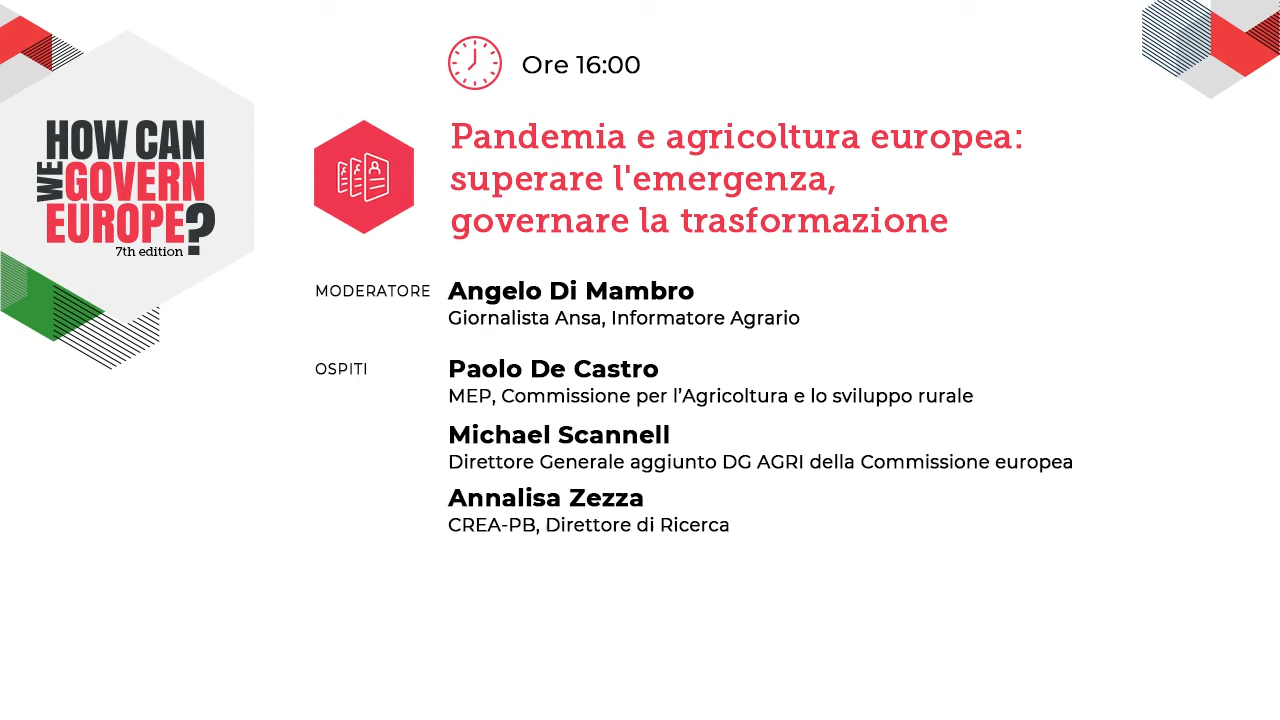 HOW CAN
WE GOVERN
EUROPE?
7th edition
Ore 16:00
Pandemia e agricoltura europea:
superare l'emergenza,
governare la trasformazione
MODERATORE
Angelo Di Mambro
Giornalista Ansa, Informatore Agrario
OSPITI
Paolo De Castro
MEP, Commissione per l’Agricoltura e lo sviluppo rurale
Michael Scannell
Direttore Generale aggiunto DG AGRI della Commissione europea
Annalisa Zezza
CREA-PB, Direttore di Ricerca